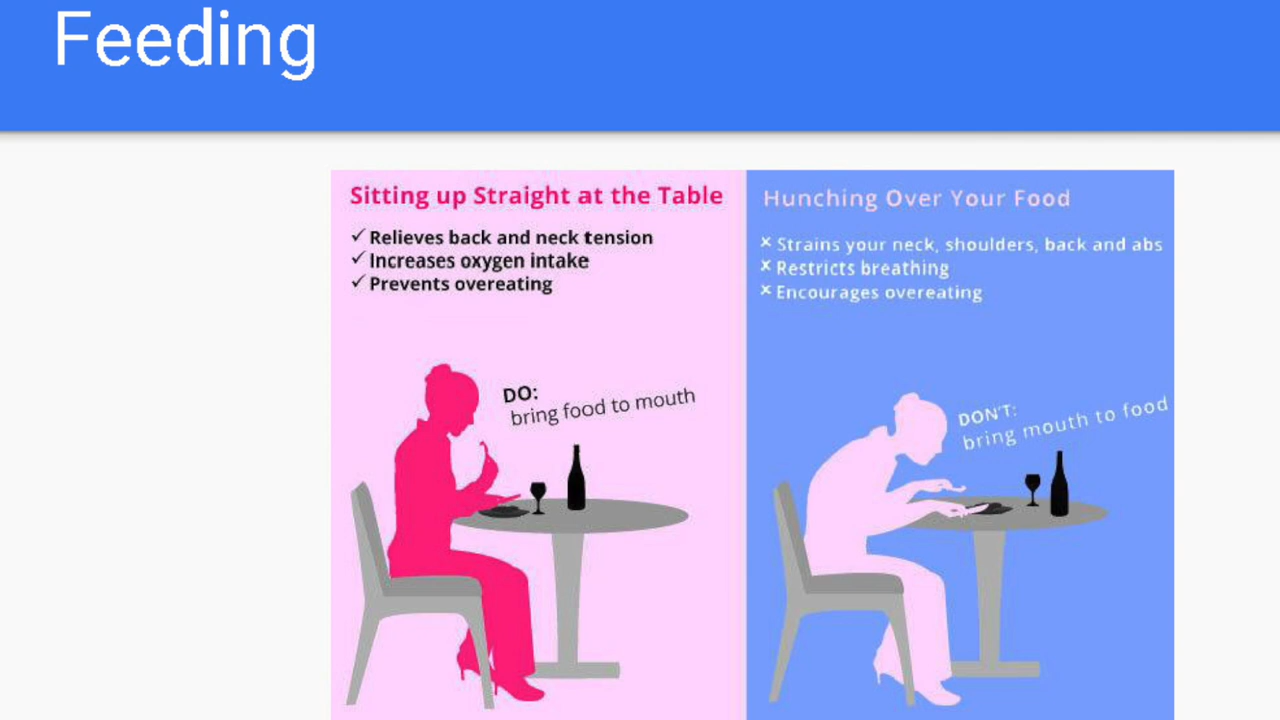 Feeding
Sitting up Straight at the Table
✓ Relieves back and neck tension
✓ Increases oxygen intake
✓ Prevents overeating
DO:
bring food to mouth
Hunching Over Your Food
× Strains your neck, shoulders, back and abs
× Restricts breathing
× Encourages overeating
DON'T:
bring mouth to food